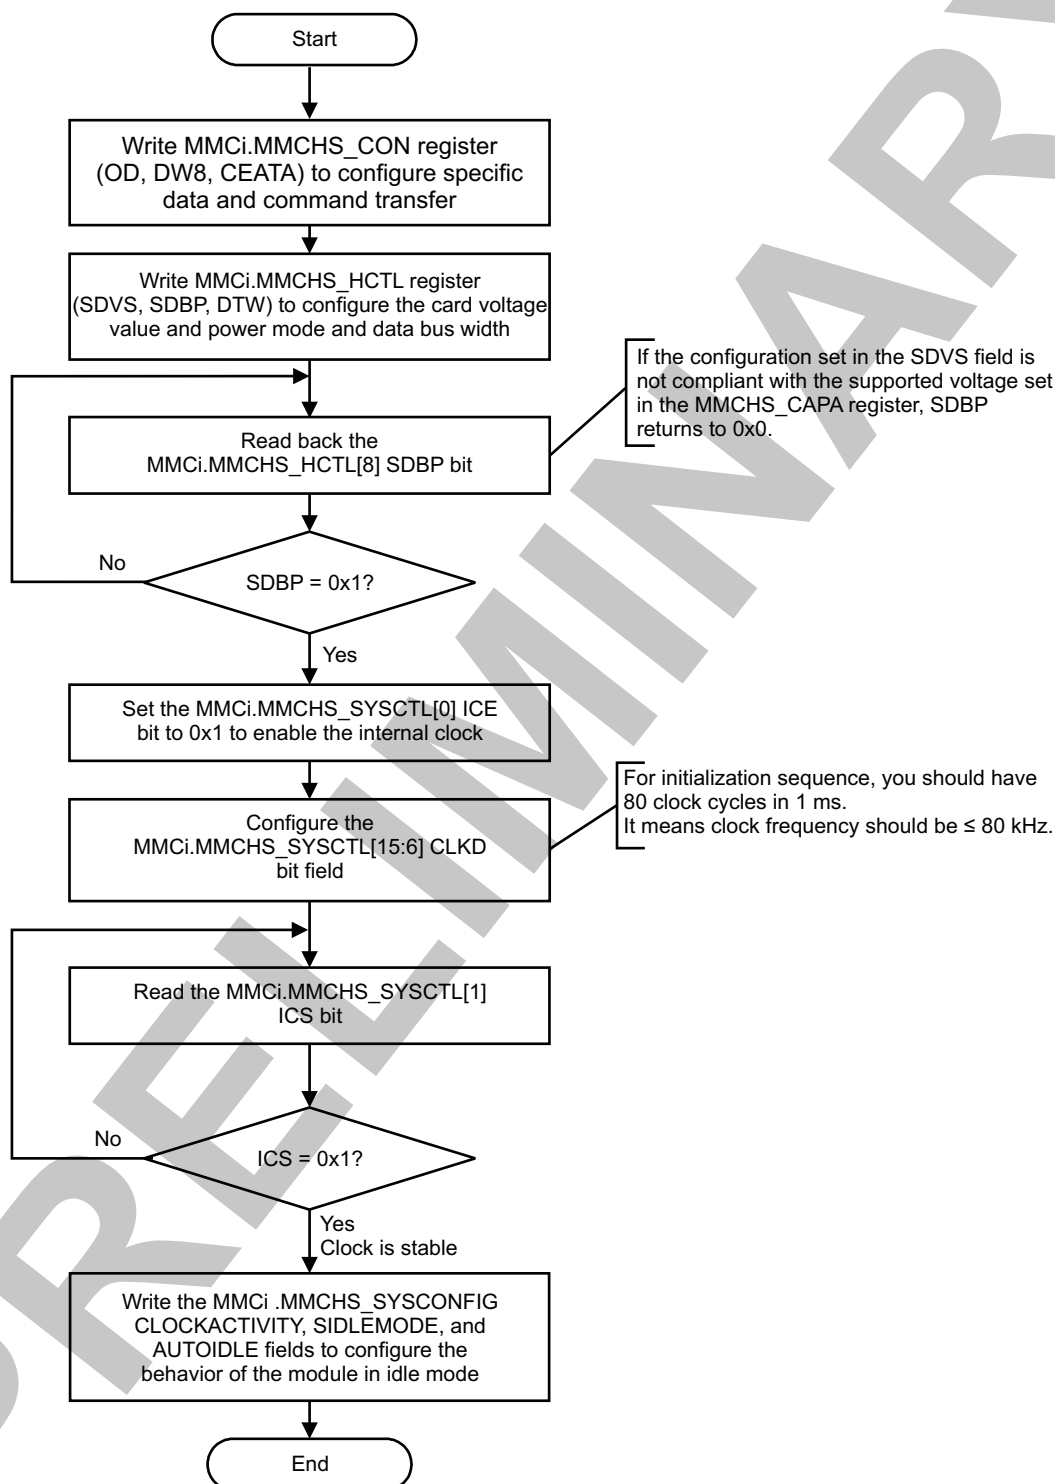 Start
Write MMCi.MMCHS_CON register
(OD, DW8, CEATA) to configure specific
data and command transfer
Write MMCi.MMCHS_HCTL register
(SDVS, SDBP, DTW) to configure the card voltage
value and power mode and data bus width
If the configuration set in the SDVS field is
not compliant with the supported voltage set
in the MMCHS_CAPA register, SDBP
returns to 0x0.
Read back the
MMCi.MMCHS_HCTL[8] SDBP bit
No
SDBP = 0x1?
Yes
Set the MMCi.MMCHS_SYSCTL[0] ICE
bit to 0x1 to enable the internal clock
For initialization sequence, you should have
80 clock cycles in 1 ms.
It means clock frequency should be ≤ 80 kHz.
Configure the
MMCi.MMCHS_SYSCTL[15:6] CLKD
bit field
Read the MMCi.MMCHS_SYSCTL[1]
ICS bit
No
ICS = 0x1?
Yes
Clock is stable
Write the MMCi .MMCHS_SYSCONFIG
CLOCKACTIVITY, SIDLEMODE, and
AUTOIDLE fields to configure the
behavior of the module in idle mode
End
PRELIMINARY